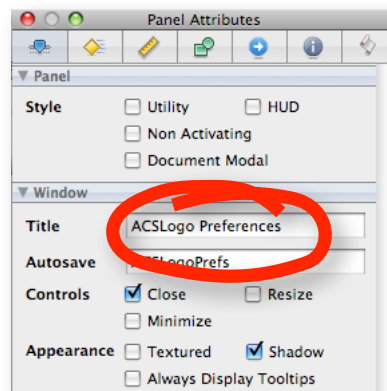 Panel Attributes
Panel
Style Utility HUD
Non Activating
Document Modal
Window
Title ACSLogo Preferences
Autosave ACSLogoPrefs
Controls Close Resize
Minimize
Appearance Textured Shadow
Always Display Tooltips